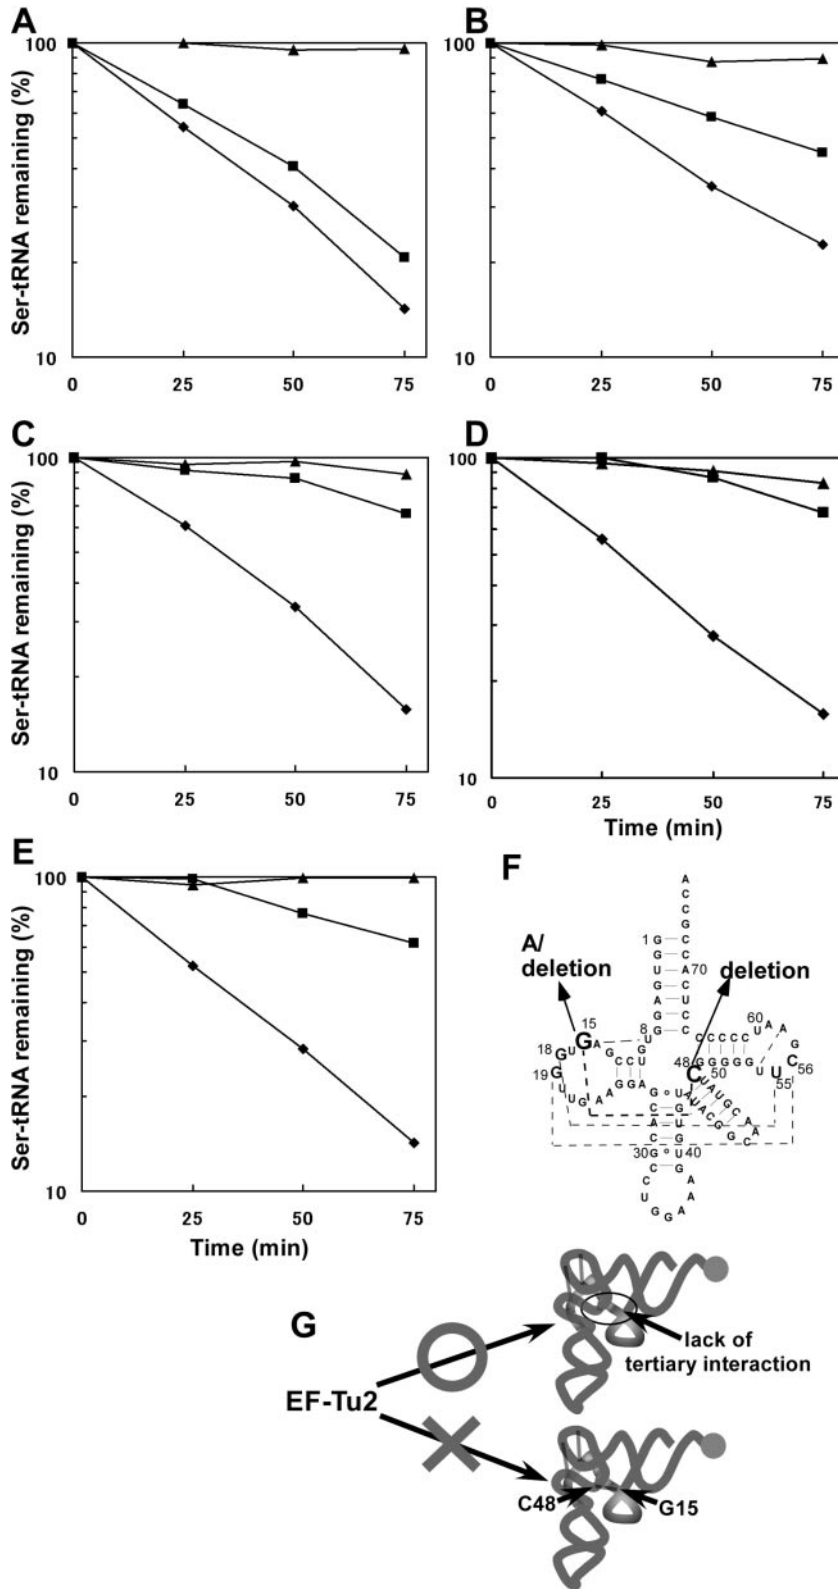 A
B
100
100
Ser-tRNA remaining (%)
10
10
0 25 50 75
0 25 50 75
C
D
100
100
Ser-tRNA remaining (%)
10
10
0 25 50 75
0 25 50 75
Time (min)
E
F
100
Ser-tRNA remaining (%)
10
0 25 50 75
Time (min)
A/
deletion
deletion
A
C
C
G
1
70
60
8
15
18
19
48
50
55
56
30
40
G
EF-Tu2
lack of
tertiary interaction
C48
G15